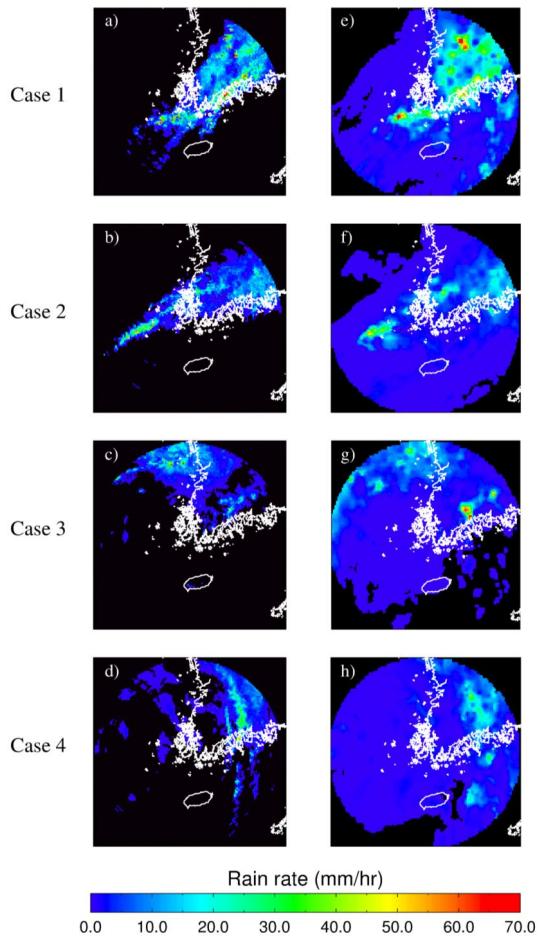 a) e)
Case 1
b) f)
Case 2
c) g)
Case 3
d) h)
Case 4
Rain rate (mm/hr)
0.0 10.0 20.0 30.0 40.0 50.0 60.0 70.0